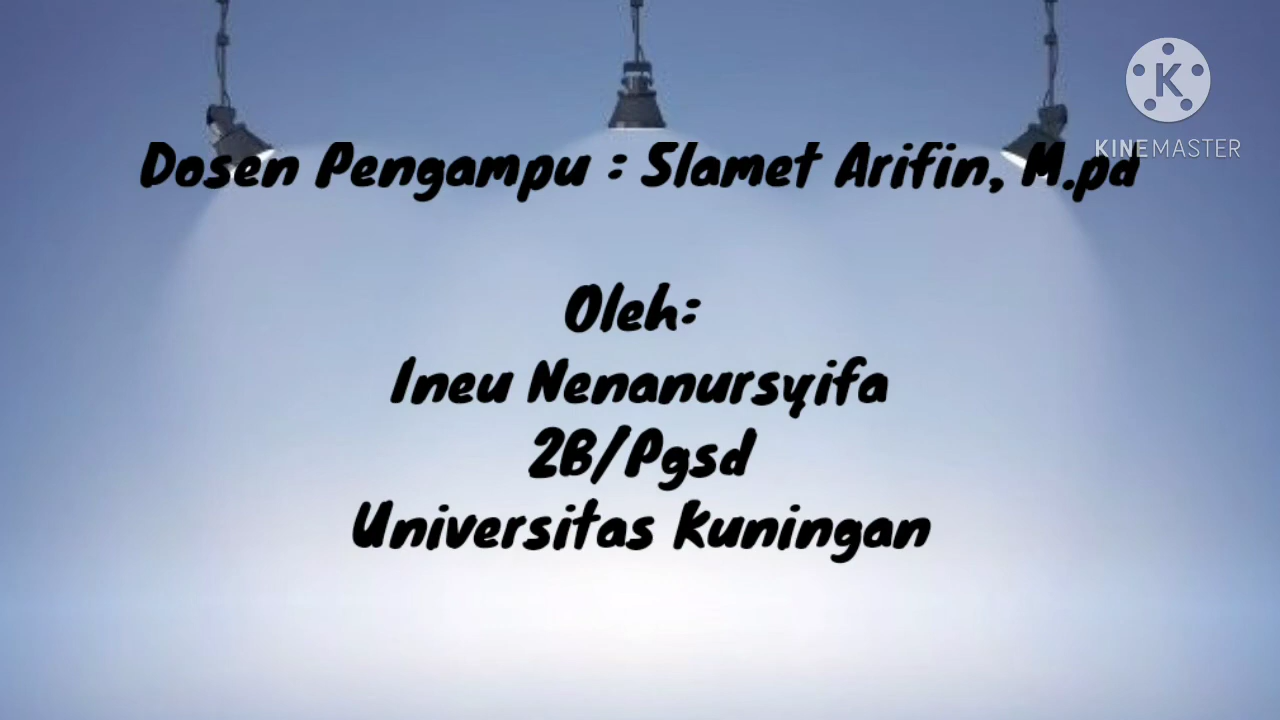 K
KINEMASTER
Dosen Pengampu : Slamet Arifin, M.pd
Oleh:
Ineu Nenanursyifa
2B/Pgsd
Universitas Kuningan